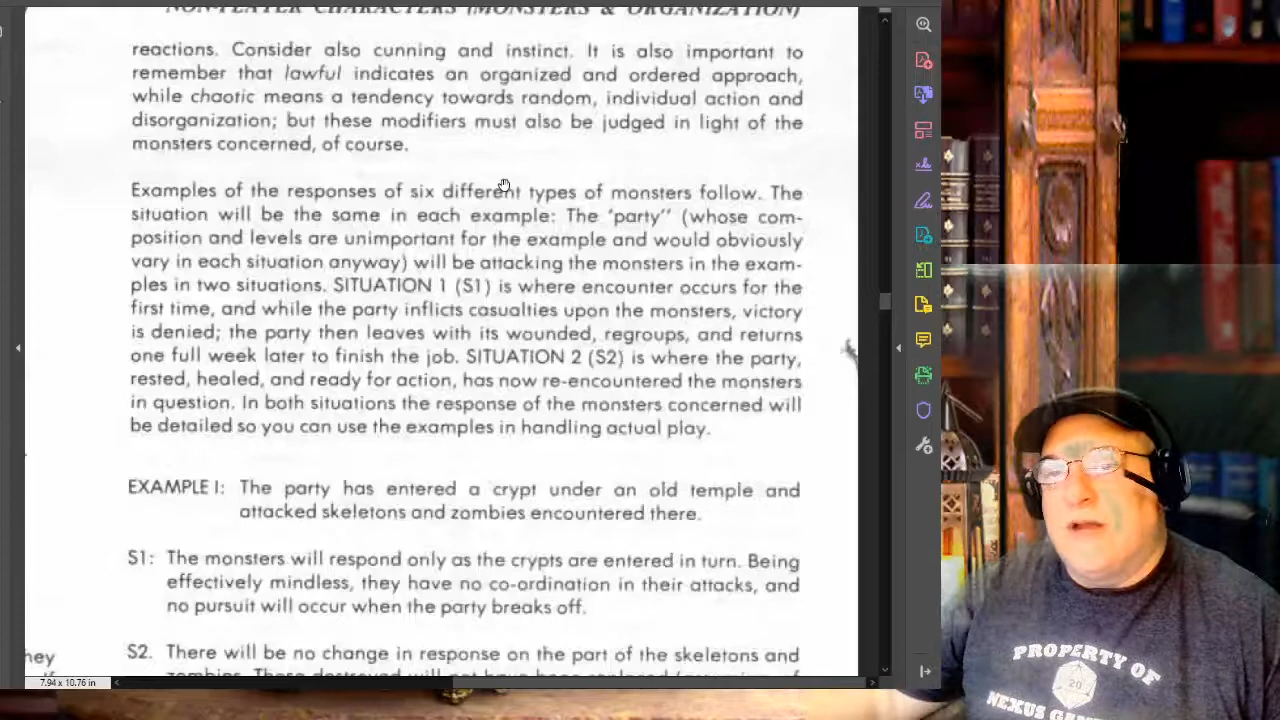 NON-PLAYER CHARACTERS (MONSTERS & ORGANIZATION)
reactions. Consider also cunning and instinct. It is also important to
remember that lawful indicates an organized and ordered approach,
while chaotic means a tendency towards random, individual action and
disorganization; but these modifiers must also be judged in light of the
monsters concerned, of course.
Examples of the responses of six different types of monsters follow. The
situation will be the same in each example: The "party" (whose com-
position and levels are unimportant for the example and would obviously
vary in each situation anyway) will be attacking the monsters in the exam-
ples in two situations. SITUATION 1 (S1) is where encounter occurs for the
first time, and while the party inflicts casualties upon the monsters, victory
is denied; the party then leaves with its wounded, regroups, and returns
one full week later to finish the job. SITUATION 2 (S2) is where the party,
rested, healed, and ready for action, has now re-encountered the monsters
in question. In both situations the response of the monsters concerned will
be detailed so you can use the examples in handling actual play.
EXAMPLE I: The party has entered a crypt under an old temple and
attacked skeletons and zombies encountered there.
S1: The monsters will respond only as the crypts are entered in turn. Being
effectively mindless, they have no co-ordination in their attacks, and
no pursuit will occur when the party breaks off.
hey
S2. There will be no change in response on the part of the skeletons and
7.94 x 10.76 in
PROPERTY OF
20
NEXUS